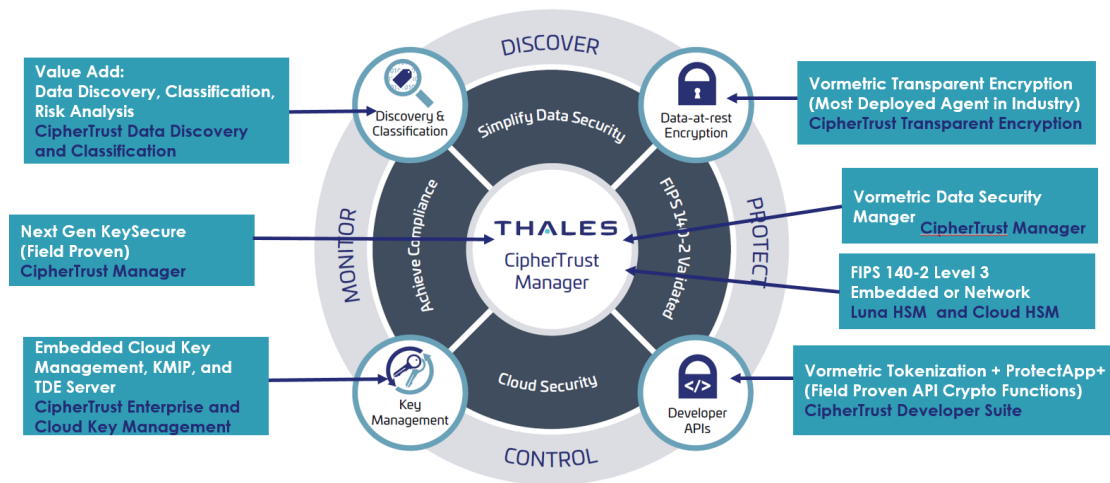 DISCOVER
Value Add:
Data Discovery, Classification,
Risk Analysis
CipherTrust Data Discovery
and Classification
Discovery &
Classification
Simplify Data Security
Data-at-rest
Encryption
Vormetric Transparent Encryption
(Most Deployed Agent in Industry)
CipherTrust Transparent Encryption
MONITOR
Achieve Compliance
THALES
CipherTrust
Manager
FIPS 140-2 Validated
PROTECT
Next Gen KeySecure
(Field Proven)
CipherTrust Manager
Vormetric Data Security
Manger
CipherTrust Manager
FIPS 140-2 Level 3
Embedded or Network
Luna HSM and Cloud HSM
Embedded Cloud Key
Management, KMIP, and
TDE Server
CipherTrust Enterprise and
Cloud Key Management
Key
Management
Cloud Security
</>
Developer
APIs
Vormetric Tokenization + ProtectApp+
(Field Proven API Crypto Functions)
CipherTrust Developer Suite
CONTROL